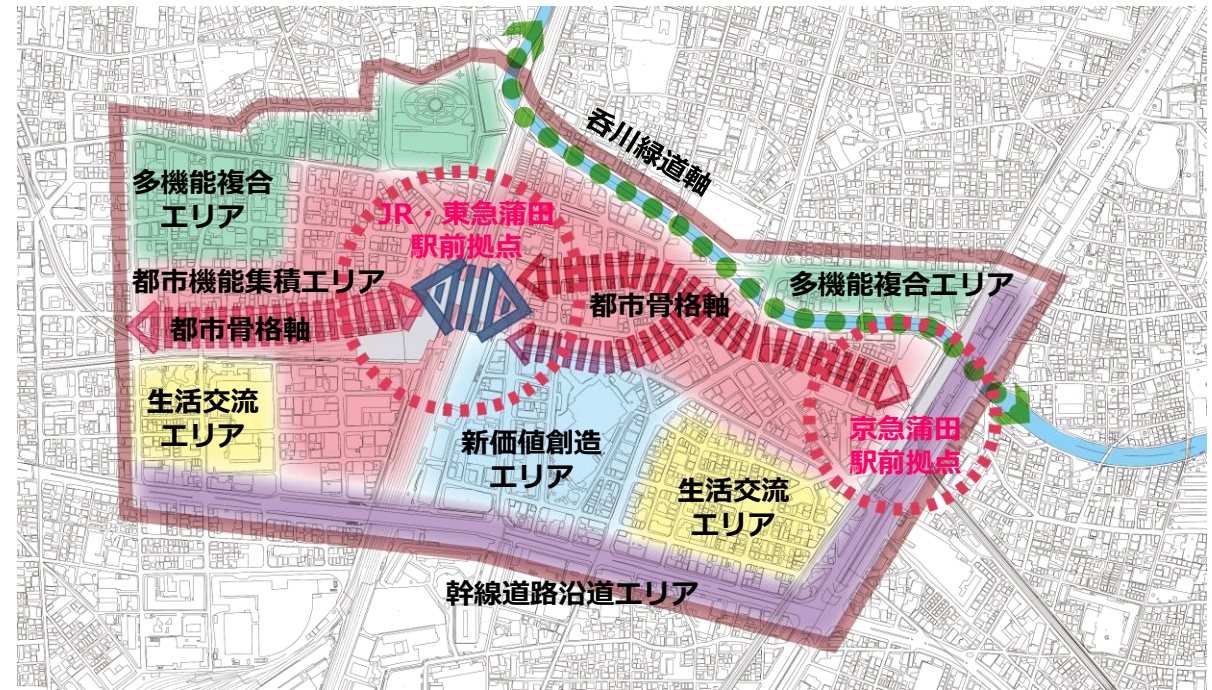 呑川緑道軸
多機能複合
エリア
JR・東急蒲田
駅前拠点
都市機能集積エリア
多機能複合エリア
都市骨格軸
都市骨格軸
生活交流
エリア
新価値創造
エリア
京急蒲田
駅前拠点
生活交流
エリア
幹線道路沿道エリア